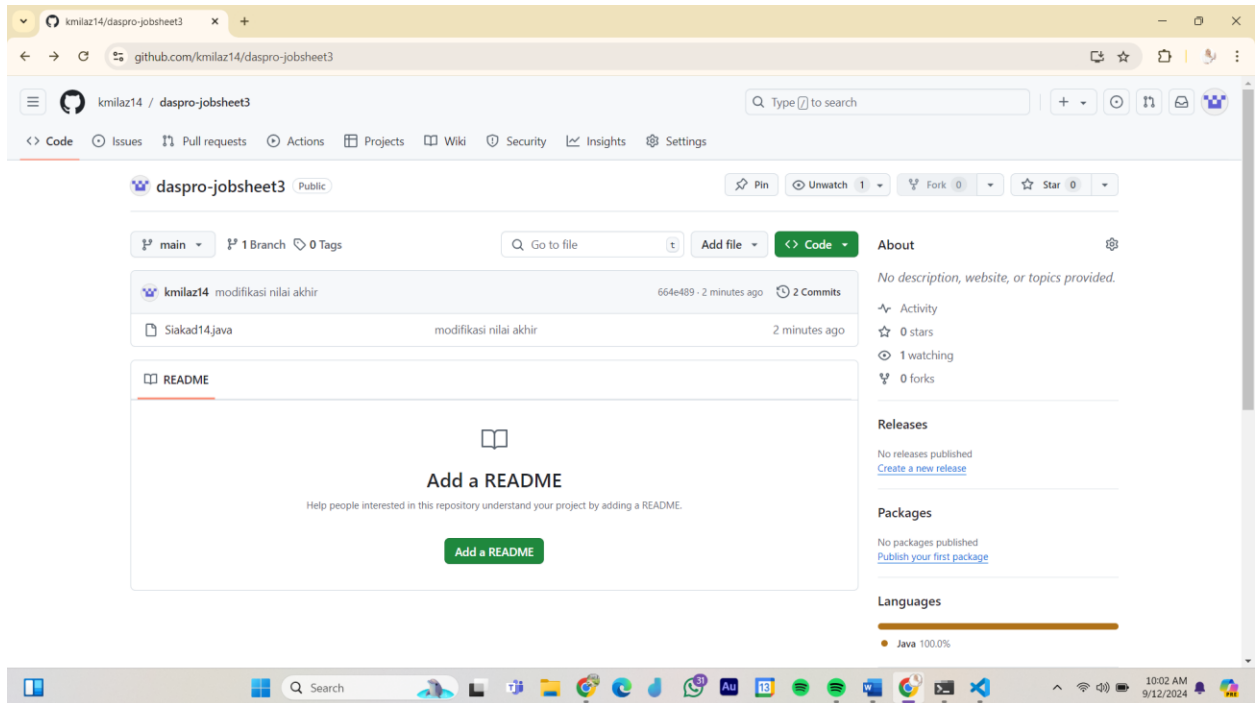 kmilaz14/daspro-jobsheet3
github.com/kmilaz14/daspro-jobsheet3
kmilaz14 / daspro-jobsheet3
Type / to search
Code Issues Pull requests Actions Projects Wiki Security Insights Settings
daspro-jobsheet3 Public
Pin Unwatch 1 Fork 0 Star 0
main 1 Branch 0 Tags
Go to file t Add file Code
kmilaz14 modifikasi nilai akhir 664e489 · 2 minutes ago 2 Commits
Siakad14.java modifikasi nilai akhir 2 minutes ago
README
Add a README
Help people interested in this repository understand your project by adding a README.
Add a README
About
No description, website, or topics provided.
Activity
0 stars
1 watching
0 forks
Releases
No releases published
Create a new release
Packages
No packages published
Publish your first package
Languages
Java 100.0%
Search
31
Au
13
10:02 AM
9/12/2024
PRE